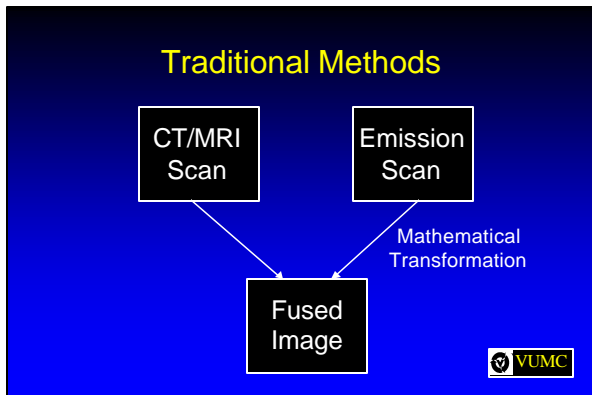 Traditional Methods
CT/MRI
Scan
Emission
Scan
Mathematical
Transformation
Fused
Image
VUMC